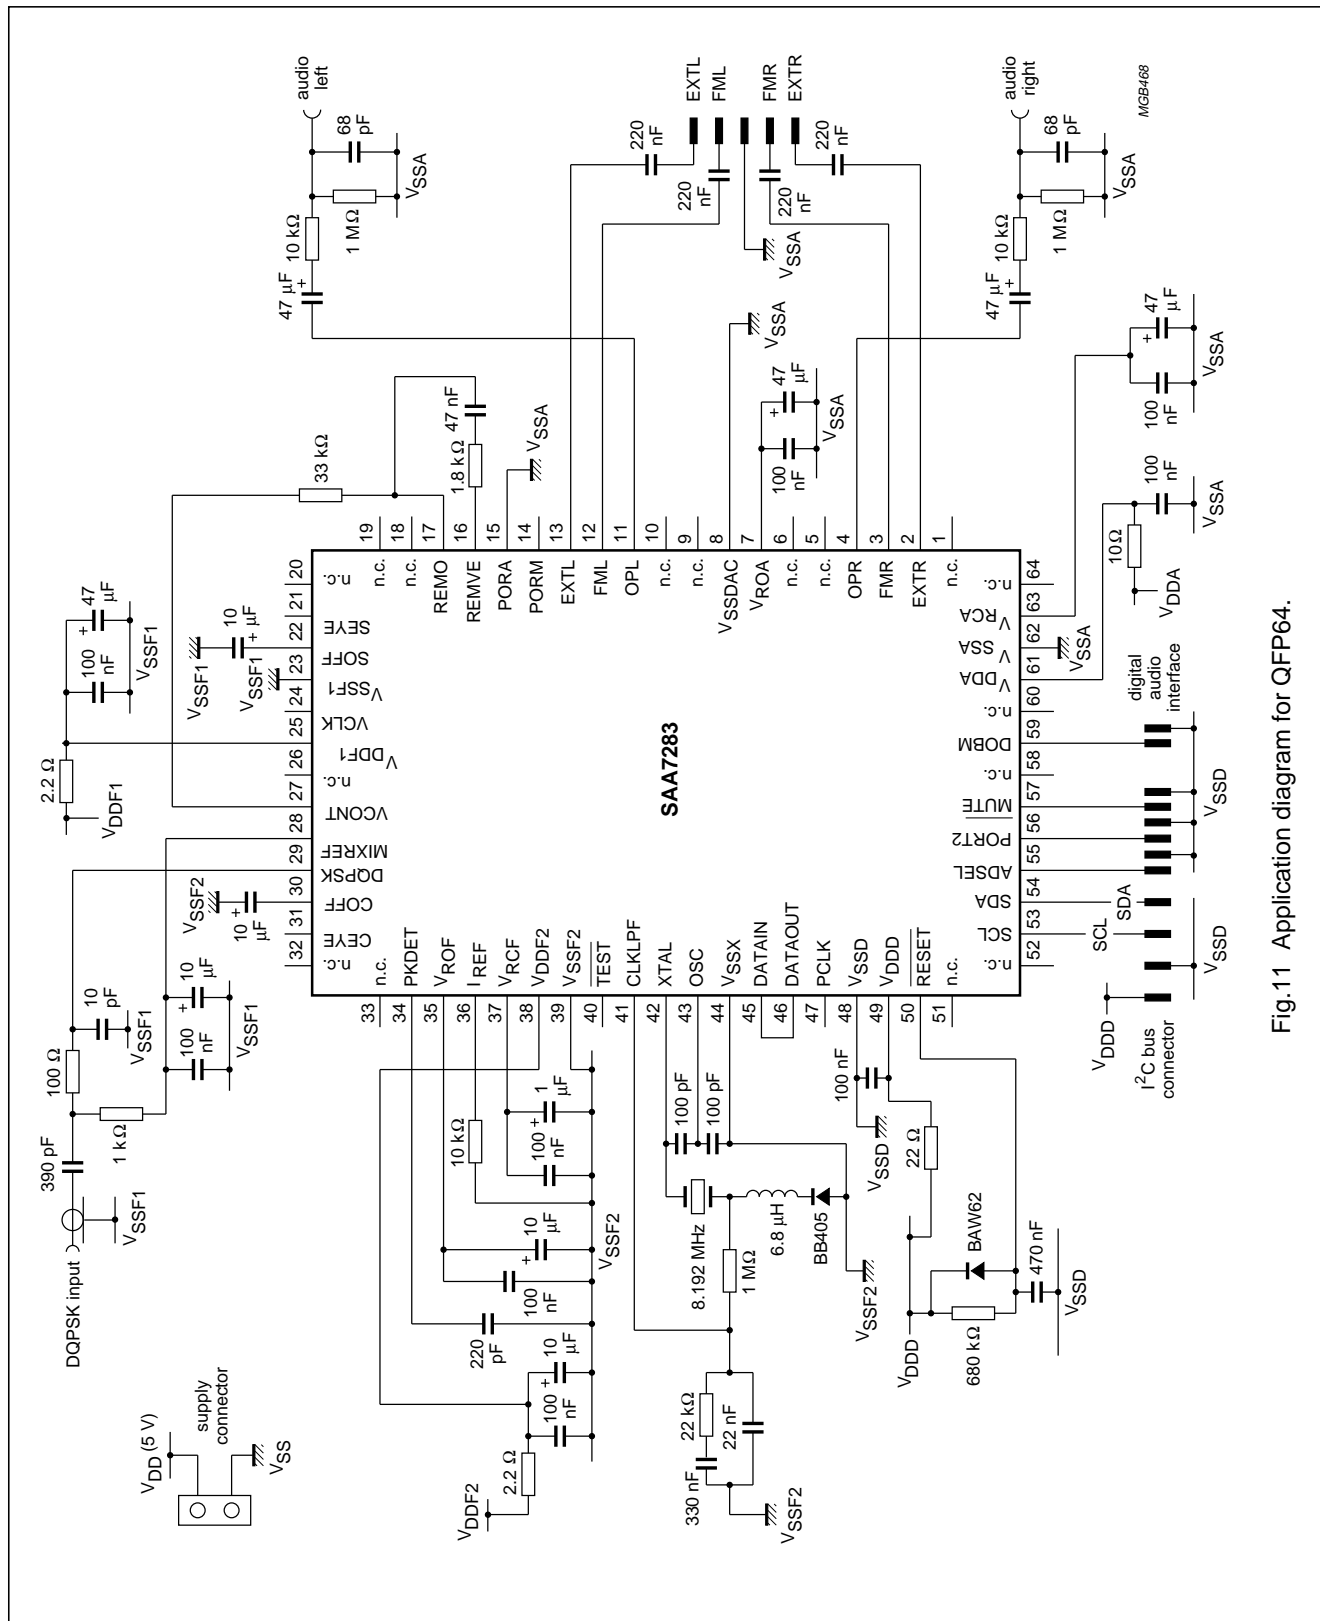 audio
left
68
pF
VSSA
10 kΩ
1 MΩ
47 µF
+
220
nF
EXTL
FML
220
nF
VSSA
FMR
EXTR
220
nF
220
nF
audio
right
68
pF
VSSA
10 kΩ
1 MΩ
47 µF
+
MGB468
33 kΩ
47 nF
1.8 kΩ
VSSA
VSSA
47
µF
+
100
nF
VSSA
47
µF
+
100
nF
VSSA
100
nF
VSSA
10Ω
VDDA
47
µF
+
100
nF
VSSF1
2.2 Ω
VDDF1
VSSF1
10
µF
+
VSSF1
VSSF2
10
µF
+
19
n.c.
18
n.c.
17
REMO
16
REMVE
15
PORA
14
PORM
13
EXTL
12
FML
11
OPL
10
n.c.
9
n.c.
8
VSSDAC
7
VROA
6
n.c.
5
n.c.
4
OPR
3
FMR
2
EXTR
1
n.c.
20
n.c.
21
SEYE
22
SOFF
23
VSSF1
24
VCLK
25
VDDF1
26
n.c.
27
VCONT
28
MIXREF
29
DQPSK
30
COFF
31
CEYE
32
n.c.
SAA7283
64
n.c.
63
VRCA
62
VSSA
61
VDDA
60
n.c.
59
DOBM
58
n.c.
57
MUTE
56
PORT2
55
ADSEL
54
SDA
53
SCL
52
n.c.
VSSA
digital
audio
interface
VSSD
SDA
SCL
VSSD
VDDD
I2C bus
connector
33
n.c.
34
PKDET
35
VROF
36
IREF
37
VRCF
38
VDDF2
39
VSSF2
40
TEST
41
CLKLPF
42
XTAL
43
OSC
44
VSSX
45
DATAIN
46
DATAOUT
47
PCLK
48
VSSD
49
VDDD
50
RESET
51
n.c.
DQPSK input
390 pF
VSSF1
1 kΩ
100 Ω
10
pF
VSSF1
10
µF
+
100
nF
VSSF1
1
µF
+
100
nF
10 kΩ
VSSF2
10
µF
+
100
nF
220
pF
10
µF
+
100
nF
2.2 Ω
VDDF2
100 pF
100 pF
8.192 MHz
6.8 µH
BB405
1 MΩ
VSSF2
22 kΩ
22 nF
330 nF
VSSF2
100 nF
VSSD
22 Ω
VDDD
BAW62
680 kΩ
470 nF
VSSD
VDD (5 V)
supply
connector
VSS
Fig.11 Application diagram for QFP64.